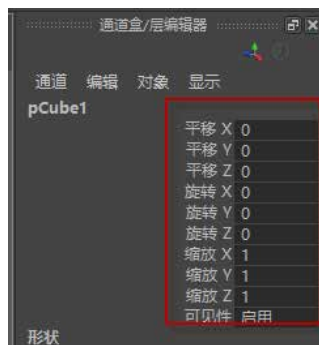 通道盒/层编辑器
通道 编辑 对象 显示
pCube1
平移 X 0
平移 Y 0
平移 Z 0
旋转 X 0
旋转 Y 0
旋转 Z 0
缩放 X 1
缩放 Y 1
缩放 Z 1
可见性 启用
形状